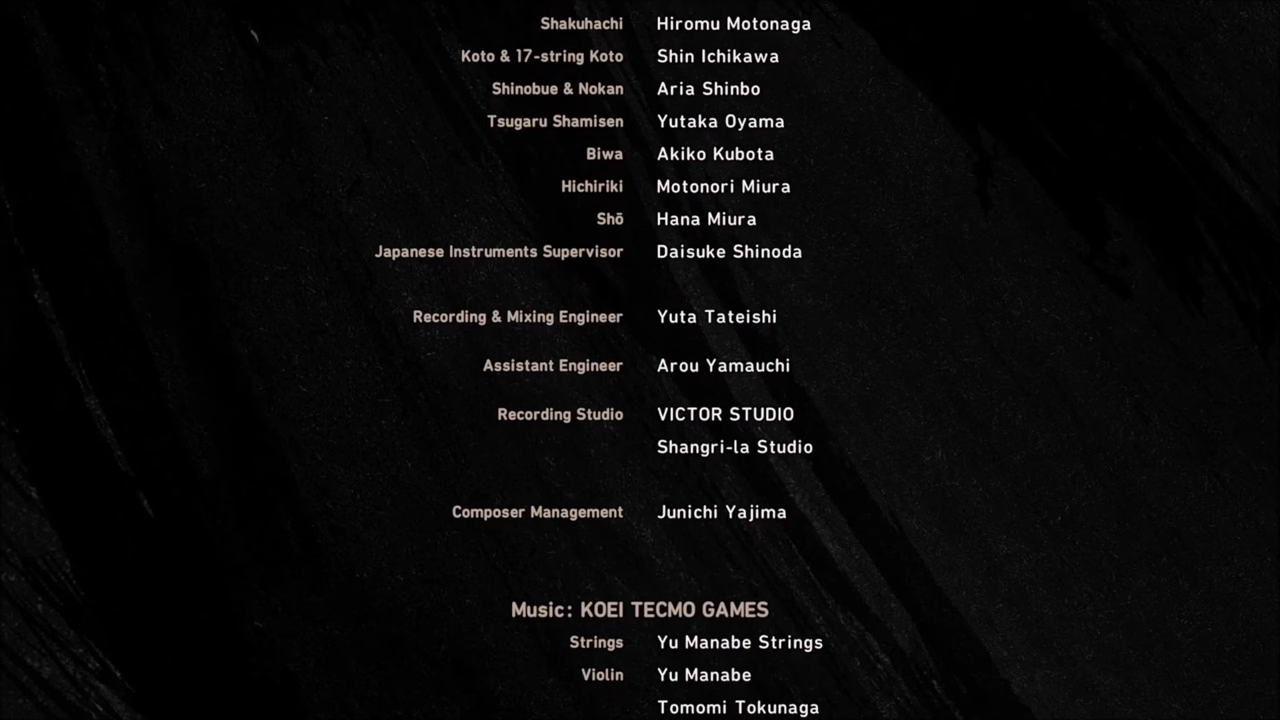 Shakuhachi Hiromu Motonaga
Koto & 17-string Koto Shin Ichikawa
Shinobue & Nokan Aria Shinbo
Tsugaru Shamisen Yutaka Oyama
Biwa Akiko Kubota
Hichiriki Motonori Miura
Shō Hana Miura
Japanese Instruments Supervisor Daisuke Shinoda
Recording & Mixing Engineer Yuta Tateishi
Assistant Engineer Arou Yamauchi
Recording Studio VICTOR STUDIO
Shangri-la Studio
Composer Management Junichi Yajima
Music: KOEI TECMO GAMES
Strings Yu Manabe Strings
Violin Yu Manabe
Tomomi Tokunaga